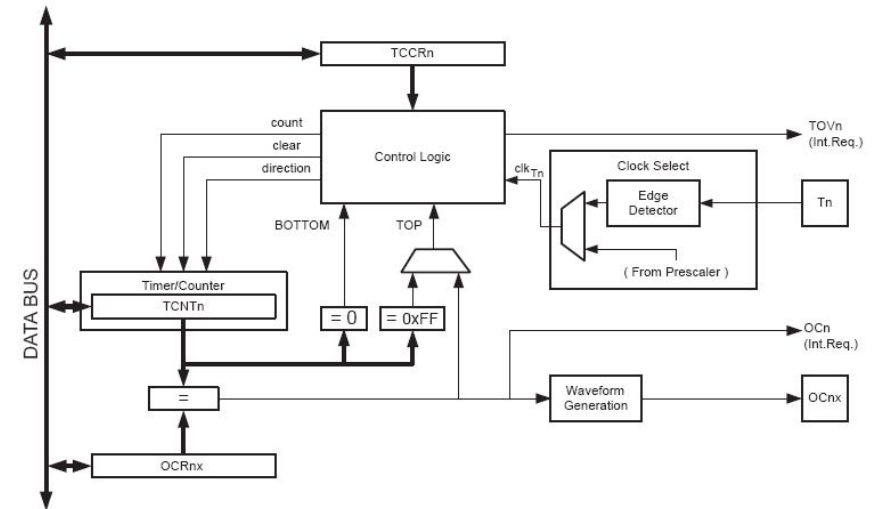 TCCRn
count
clear
direction
Control Logic
TOVn
(Int.Req.)
clkTn
Clock Select
Edge
Detector
Tn
( From Prescaler )
BOTTOM
TOP
DATA BUS
Timer/Counter
TCNTn
= 0
= 0xFF
OCn
(Int.Req.)
=
Waveform
Generation
OCnx
OCRnx